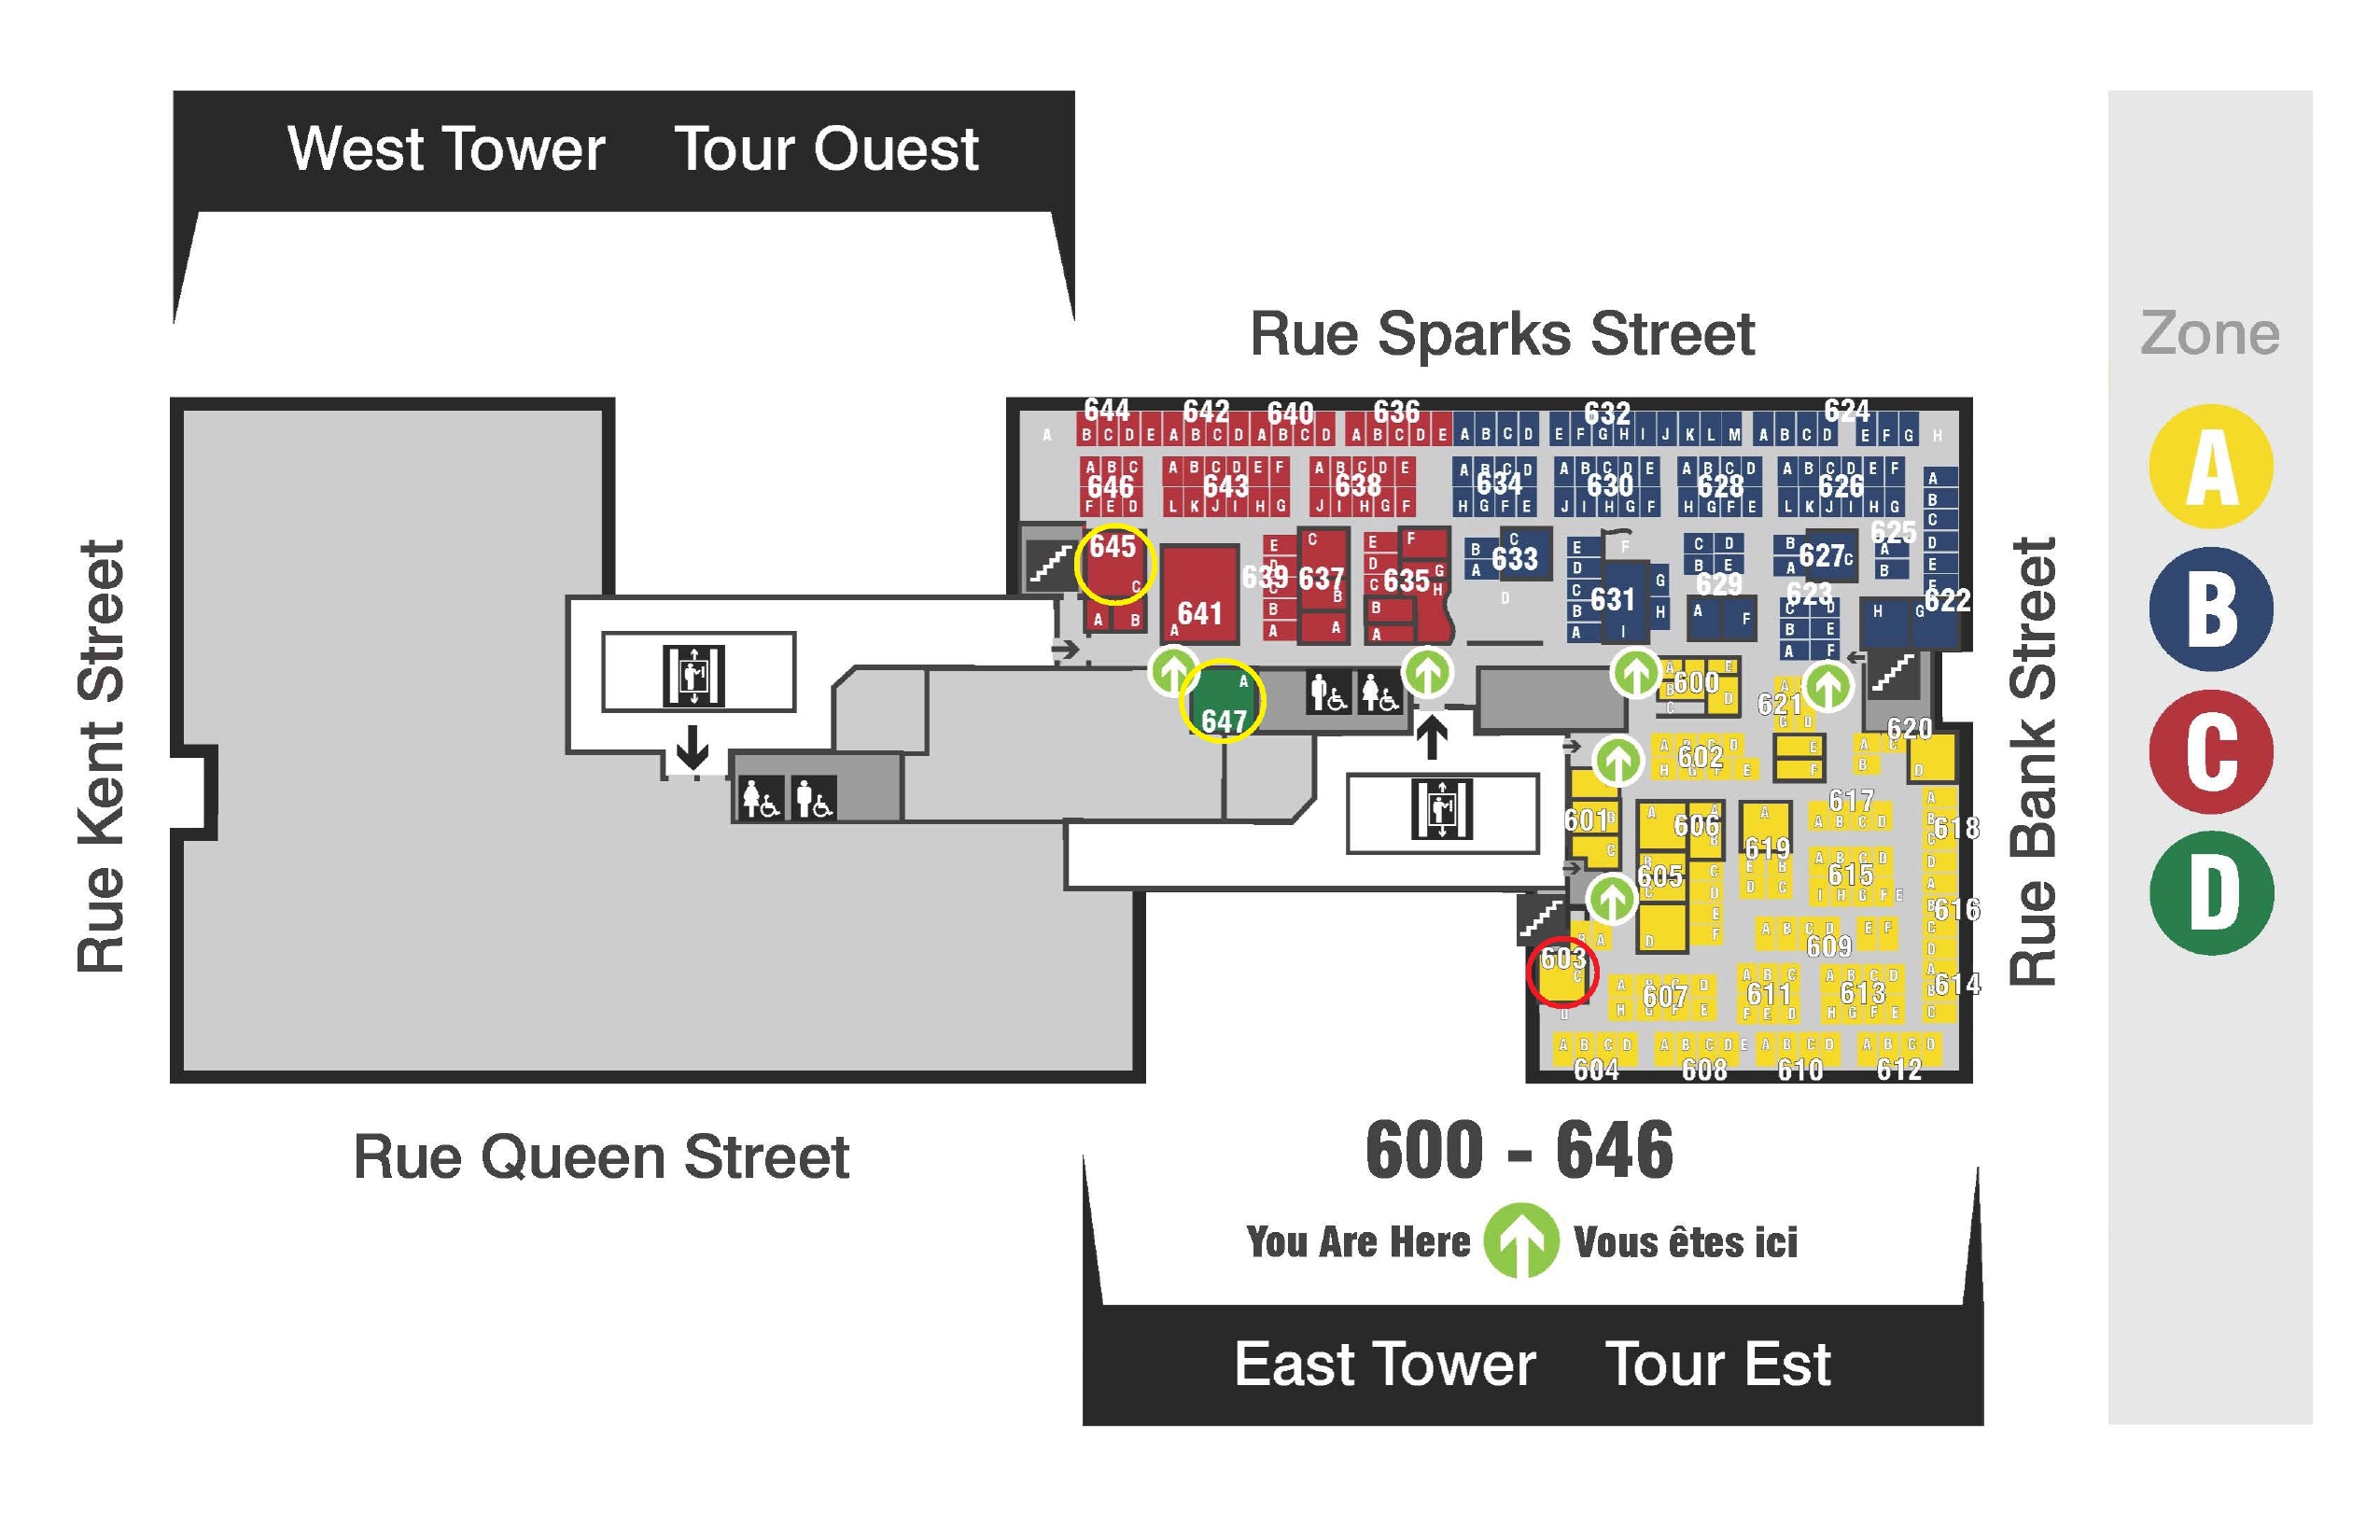 West Tower Tour Ouest
Rue Sparks Street
Zone
A
B
C
D
Rue Kent Street
Rue Bank Street
644 642 640 636 632 624
A B C D E A B C D A B C D A B C D E A B C D E F G H I J K L M A B C D E F G H
A B C A B C D E F A B C D E A B C D A B C D E A B C D A B C D E F A
646 643 638 634 630 628 626
F E D L K J I H G J I H G F H G F E J I H G F H G F E L K J I H G B
C
645 C
A B
641 A
639 E D C B A
637 C B A
635 E D C B A F G H
633 B A C D
631 E D C B A F G H I
629 C D B E A F
627 B A C
625 A B
623 C D B E A F
622 D E F H G
647 A
600 A B C D E
621 A G D E F
620 A B C D
602 A B C D H G F E
601 B C
606 A B C D E F
605 A B C D
619 A E B D C
617 A B C D
618 A B C D
615 A B C D I H G F E
616 A B C D
609 A B C D E F
603 B A C D
607 A B C D H G F E
611 A B C F E D
613 A B C D H G F E
614 A B C
A B C D A B C D E A B C D A B C D
604 608 610 612
Rue Queen Street
600 - 646
You Are Here Vous êtes ici
East Tower Tour Est